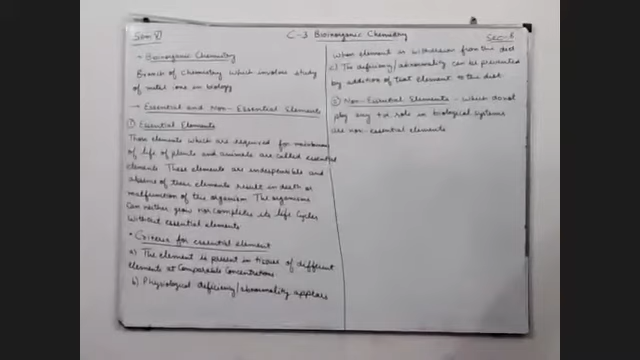 C-3 Bioinorganic Chemistry
• Bioinorganic Chemistry
Branch of Chemistry which involves study
of metal ions in biology
→ Essential and Non-Essential Elements
① Essential Elements
Those elements which are required for maintenance
of life of plants and animals are called essential
elements. These elements are indispensible and
absence of these elements result in death or
malfunction of the organism. The organisms
Can neither grow nor complete its life Cycles
Without essential elements
• Criteria for essential element
a) The element is present in tissues of different
elements at Comparable Concentrations.
b) Physiological deficiency/abnormality appears
when element is withdrawn from the diet
c) The deficiency/abnormality can be prevented
by addition of that element to the diet.
② Non-Essential Elements - which do not
play any +ve role in biological systems
are non-essential elements